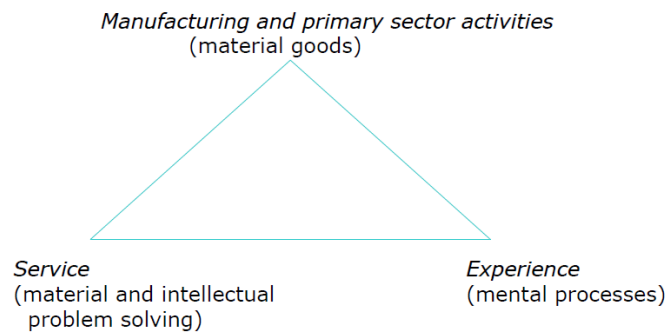 Manufacturing and primary sector activities
(material goods)
Service
(material and intellectual
problem solving)
Experience
(mental processes)